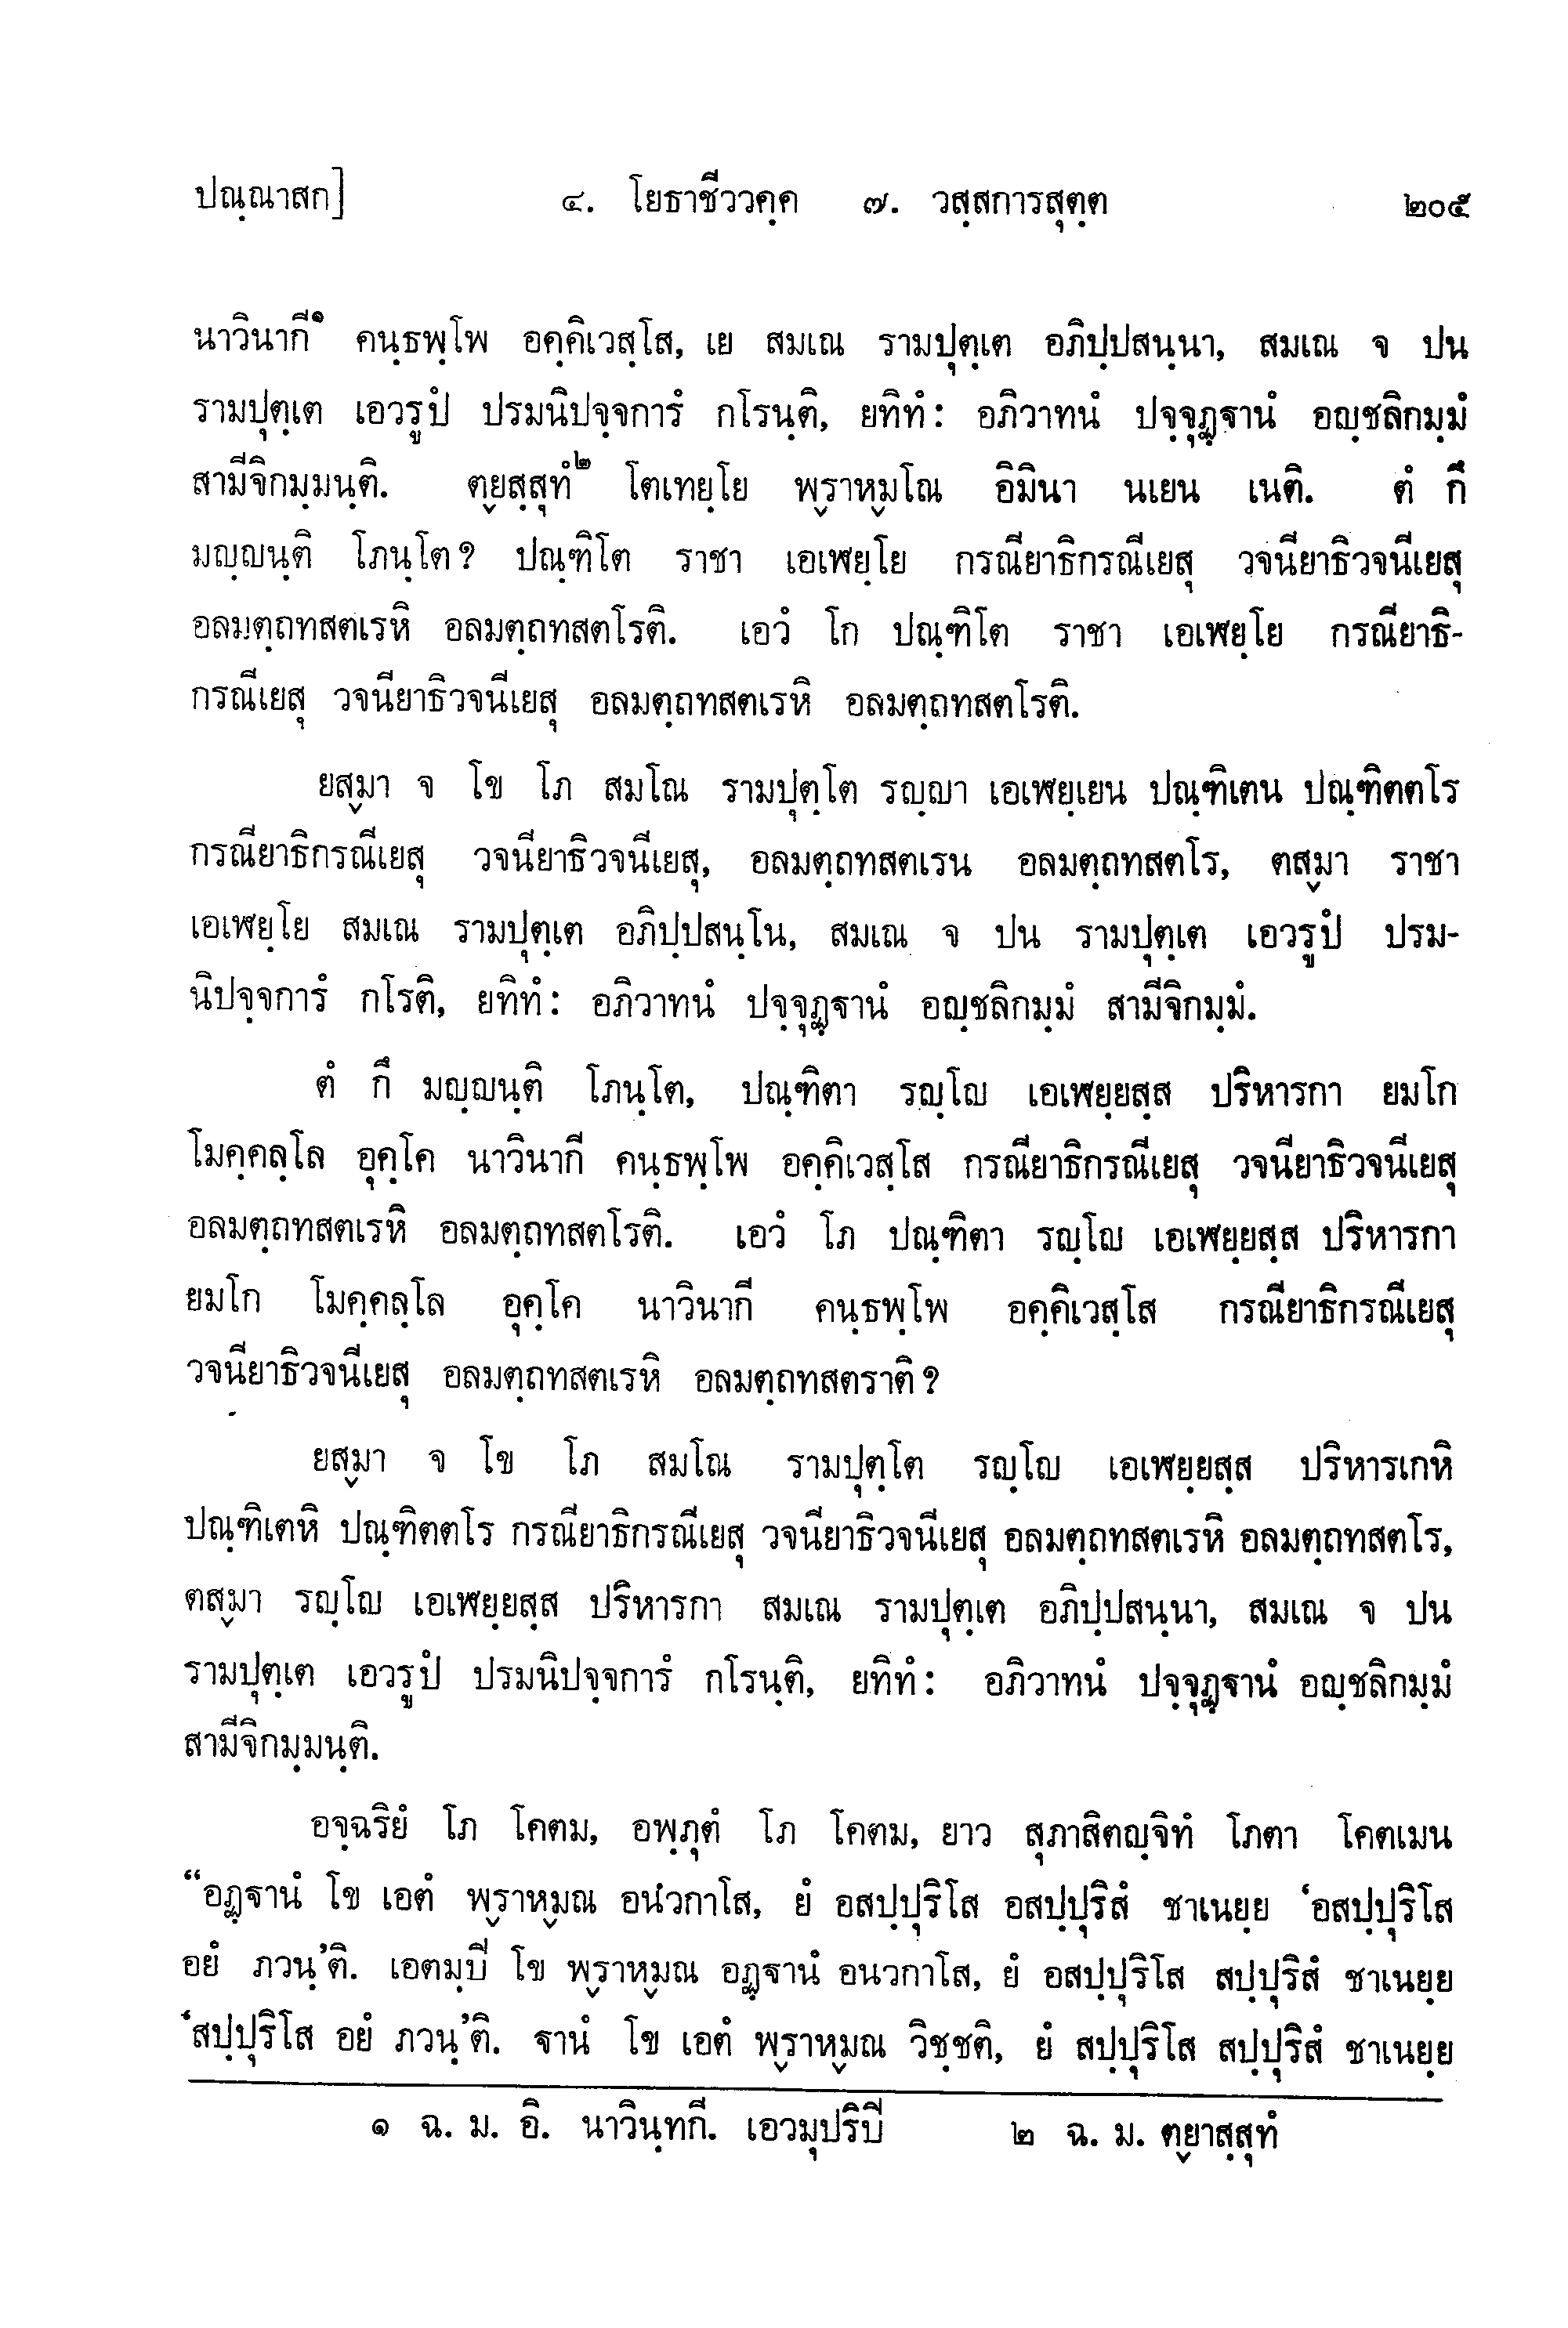 ปณฺณาสก] ๔. โยธาชีววคฺค ๗. วสฺสการสุตฺต ๒๐๕
นาวินากี๑ คนฺธพฺโพ อคฺคิเวสฺโส, เย สมเณ รามปุตฺเต อภิปฺปสนฺนา, สมเณ จ ปน
รามปุตฺเต เอวรูปํ ปรมนิปจฺจการํ กโรนฺติ, ยทิทํ: อภิวาทนํ ปจฺจุฏฺฐานํ อญฺชลิกมฺมํ
สามีจิกมฺมนฺติ. ตฺยสฺสุทํ๒ โตเทยฺโย พฺราหฺมโณ อิมินา นเยน เนติ. ตํ กึ
มญฺญนฺติ โภนฺโต? ปณฺฑิโต ราชา เอเฬยฺโย กรณียาธิกรณีเยสุ วจนียาธิวจนีเยสุ
อลมตฺถทสตเรหิ อลมตฺถทสตโรติ. เอวํ โภ ปณฺฑิโต ราชา เอเฬยฺโย กรณียาธิ-
กรณีเยสุ วจนียาธิวจนีเยสุ อลมตฺถทสตเรหิ อลมตฺถทสตโรติ.
ยสฺมา จ โข โภ สมโณ รามปุตฺโต รญฺญา เอเฬยฺเยน ปณฺฑิเตน ปณฺฑิตตโร
กรณียาธิกรณีเยสุ วจนียาธิวจนีเยสุ, อลมตฺถทสตเรน อลมตฺถทสตโร, ตสฺมา ราชา
เอเฬยฺโย สมเณ รามปุตฺเต อภิปฺปสนฺโน, สมเณ จ ปน รามปุตฺเต เอวรูปํ ปรม-
นิปจฺจการํ กโรติ, ยทิทํ: อภิวาทนํ ปจฺจุฏฺฐานํ อญฺชลิกมฺมํ สามีจิกมฺมํ.
ตํ กึ มญฺญนฺติ โภนฺโต, ปณฺฑิตา รญฺโญ เอเฬยฺยสฺส ปริหารกา ยมโก
โมคฺคลฺโล อุคฺโค นาวินากี คนฺธพฺโพ อคฺคิเวสฺโส กรณียาธิกรณีเยสุ วจนียาธิวจนีเยสุ
อลมตฺถทสตเรหิ อลมตฺถทสตโรติ. เอวํ โภ ปณฺฑิตา รญฺโญ เอเฬยฺยสฺส ปริหารกา
ยมโก โมคฺคลฺโล อุคฺโค นาวินากี คนฺธพฺโพ อคฺคิเวสฺโส กรณียาธิกรณีเยสุ
วจนียาธิวจนีเยสุ อลมตฺถทสตเรหิ อลมตฺถทสตราติ?
ยสฺมา จ โข โภ สมโณ รามปุตฺโต รญฺโญ เอเฬยฺยสฺส ปริหารเกหิ
ปณฺฑิเตหิ ปณฺฑิตตโร กรณียาธิกรณีเยสุ วจนียาธิวจนีเยสุ อลมตฺถทสตเรหิ อลมตฺถทสตโร,
ตสฺมา รญฺโญ เอเฬยฺยสฺส ปริหารกา สมเณ รามปุตฺเต อภิปฺปสนฺนา, สมเณ จ ปน
รามปุตฺเต เอวรูปํ ปรมนิปจฺจการํ กโรนฺติ, ยทิทํ: อภิวาทนํ ปจฺจุฏฺฐานํ อญฺชลิกมฺมํ
สามีจิกมฺมนฺติ.
อจฺฉริยํ โภ โคตม, อพฺภุตํ โภ โคตม, ยาว สุภาสิตญฺจิทํ โภตา โคตเมน
“อฏฺฐานํ โข เอตํ พฺราหฺมณ อนวกาโส, ยํ อสปฺปุริโส อสปฺปุริสํ ชาเนยฺย ‘อสปฺปุริโส
อยํ ภวนฺ’ติ. เอตมฺปิ โข พฺราหฺมณ อฏฺฐานํ อนวกาโส, ยํ อสปฺปุริโส สปฺปุริสํ ชาเนยฺย
‘สปฺปุริโส อยํ ภวนฺ’ติ. ฐานํ โข เอตํ พฺราหฺมณ วิชฺชติ, ยํ สปฺปุริโส สปฺปุริสํ ชาเนยฺย
๑ ฉ. ม. อิ. นาวินฺทกี. เอวมุปริปิ ๒ ฉ. ม. ตฺยาสฺสุทํ